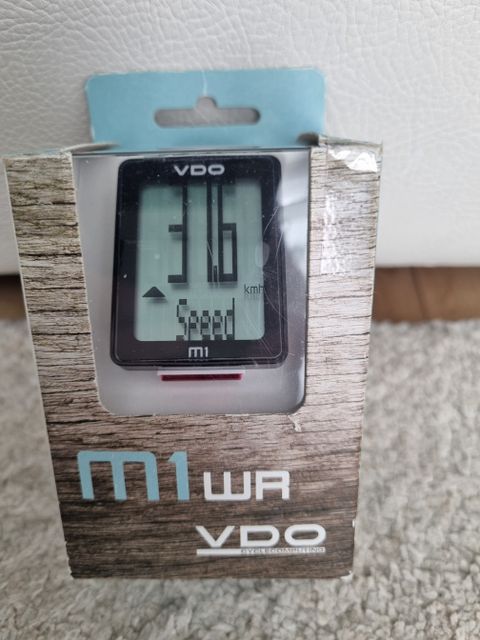 VDO
31.6
kmh
Speed
m1
m1 WR
VDO
CYCLECOMPUTING